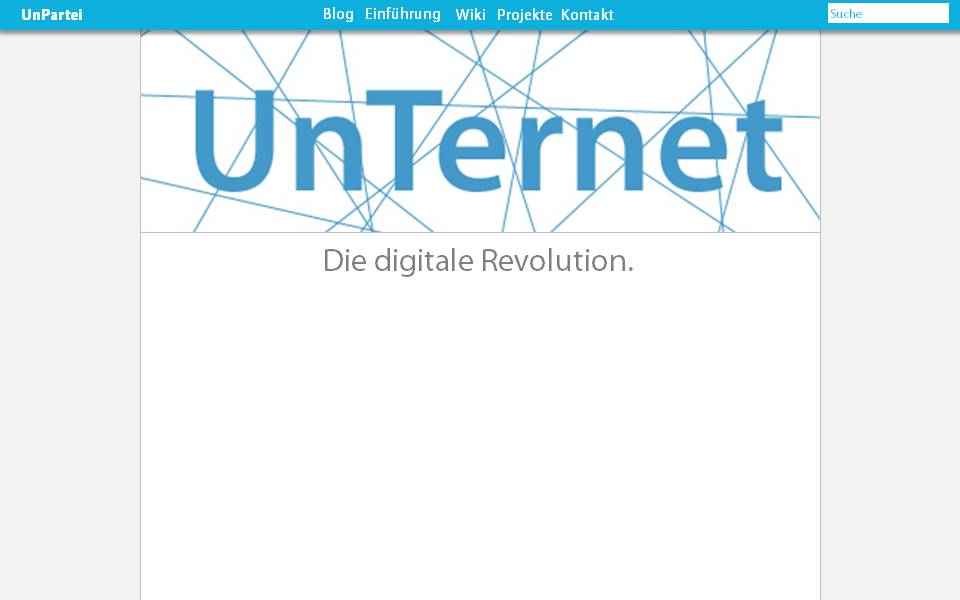 UnPartei Blog Einführung Wiki Projekte Kontakt Suche
UnTernet
Die digitale Revolution.